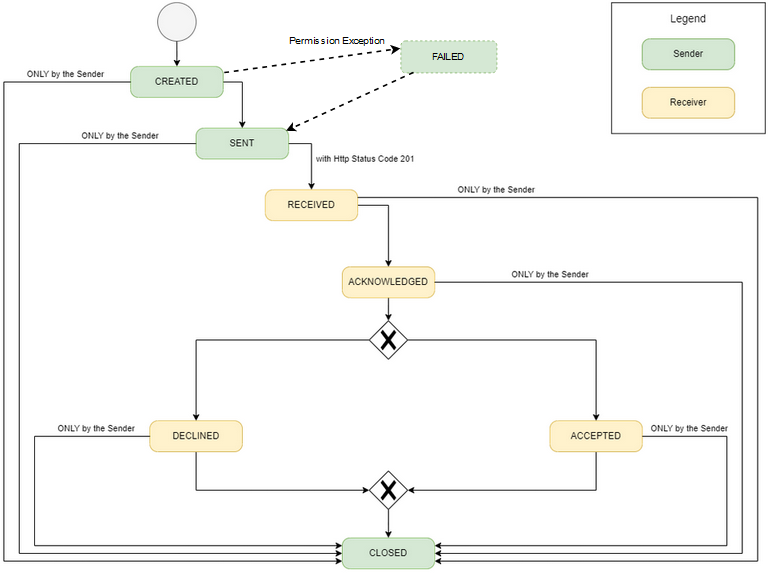 Legend
Permission Exception
FAILED
Sender
ONLY by the Sender
CREATED
Receiver
ONLY by the Sender
SENT
with Http Status Code 201
ONLY by the Sender
RECEIVED
ONLY by the Sender
ACKNOWLEDGED
X
ONLY by the Sender
DECLINED
ACCEPTED
ONLY by the Sender
X
CLOSED